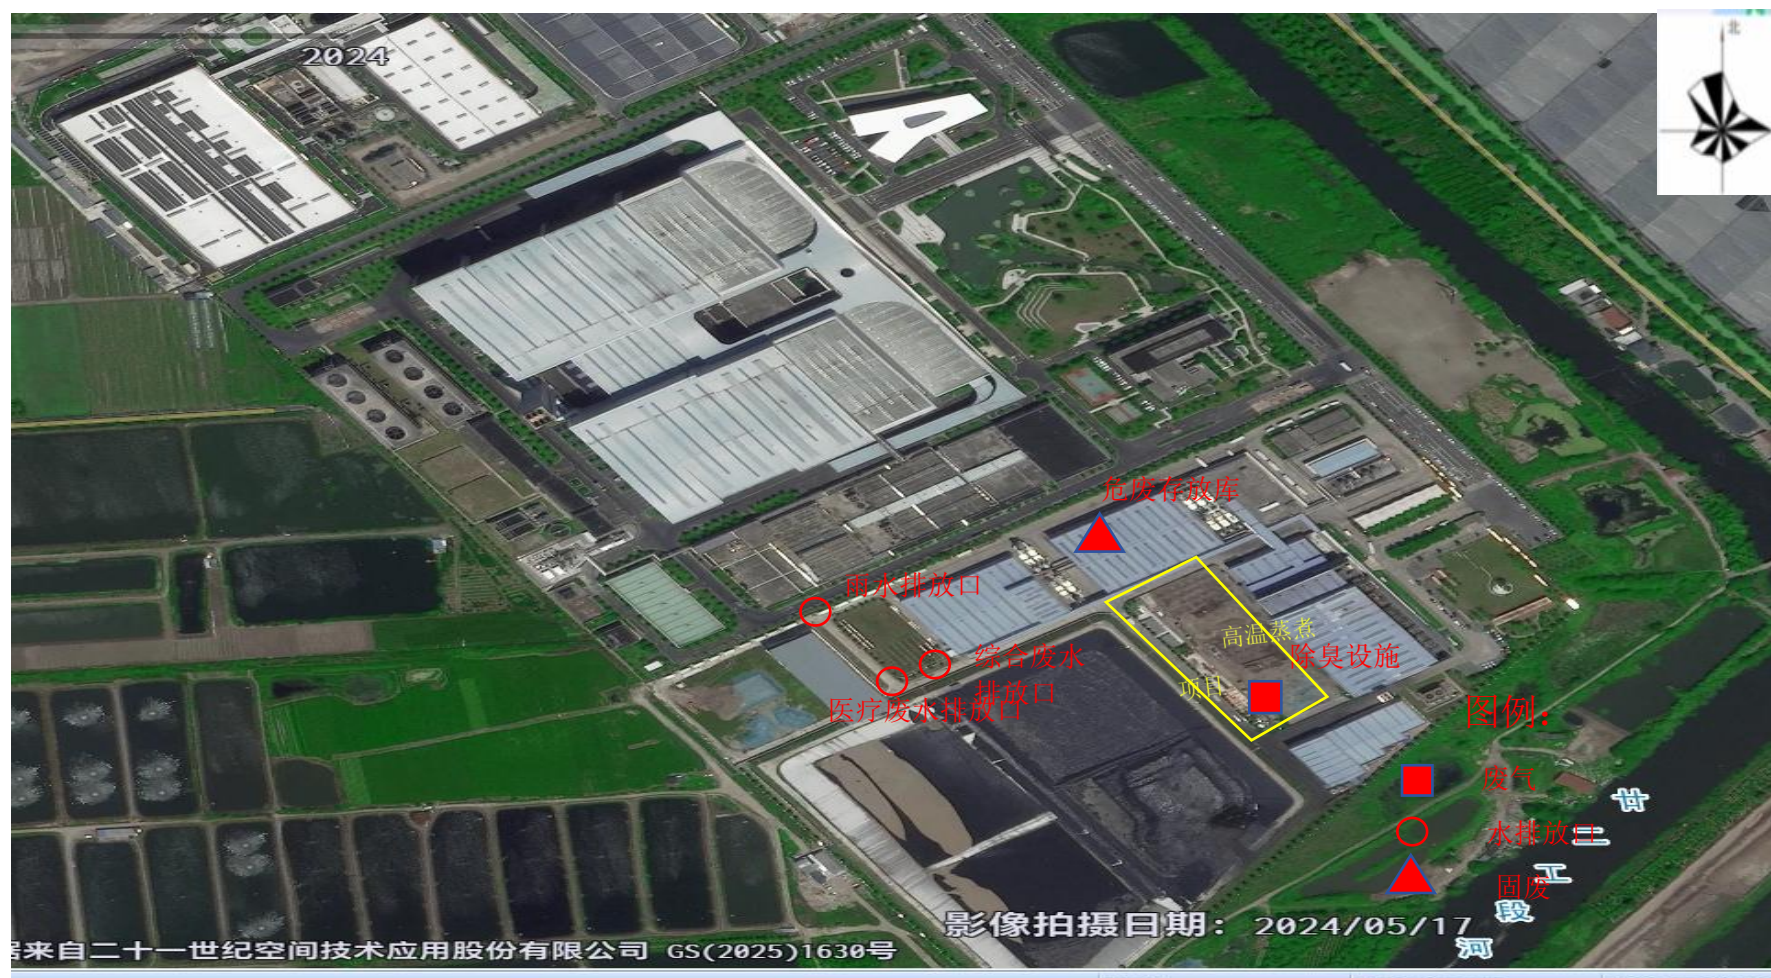 北
2024
危废存放库
雨水排放口
高温蒸煮
项目
除臭设施
综合废水
排放口
医疗废水排放口
图例：
废气
水排放口
固废
廿
二
工
段
河
影像拍摄日期：2024/05/17
来自二十一世纪空间技术应用股份有限公司 GS(2025)1630号